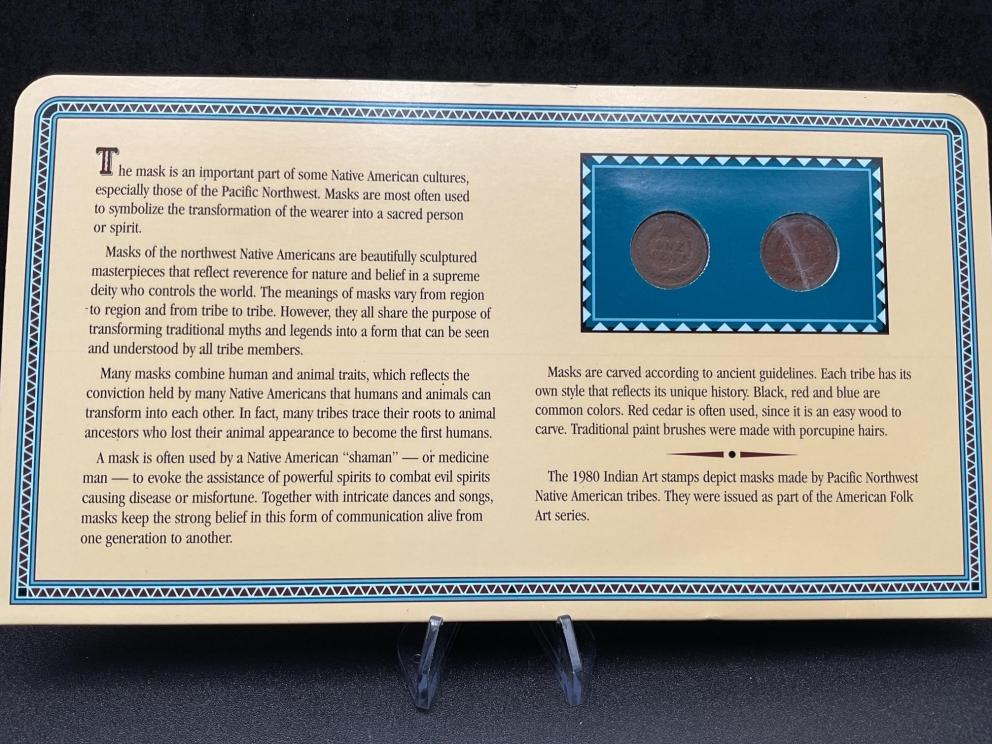 The mask is an important part of some Native American cultures,
especially those of the Pacific Northwest. Masks are most often used
to symbolize the transformation of the wearer into a sacred person
or spirit.
Masks of the northwest Native Americans are beautifully sculptured
masterpieces that reflect reverence for nature and belief in a supreme
deity who controls the world. The meanings of masks vary from region
to region and from tribe to tribe. However, they all share the purpose of
transforming traditional myths and legends into a form that can be seen
and understood by all tribe members.
Many masks combine human and animal traits, which reflects the
conviction held by many Native Americans that humans and animals can
transform into each other. In fact, many tribes trace their roots to animal
ancestors who lost their animal appearance to become the first humans.
A mask is often used by a Native American “shaman” — or medicine
man — to evoke the assistance of powerful spirits to combat evil spirits
causing disease or misfortune. Together with intricate dances and songs,
masks keep the strong belief in this form of communication alive from
one generation to another.
ONE
CENT
Masks are carved according to ancient guidelines. Each tribe has its
own style that reflects its unique history. Black, red and blue are
common colors. Red cedar is often used, since it is an easy wood to
carve. Traditional paint brushes were made with porcupine hairs.
The 1980 Indian Art stamps depict masks made by Pacific Northwest
Native American tribes. They were issued as part of the American Folk
Art series.